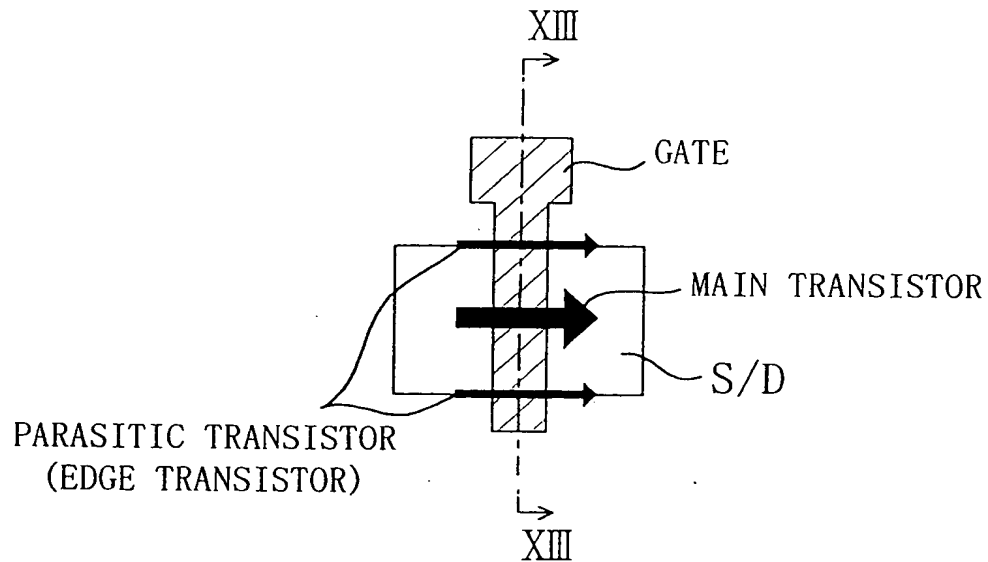 XIII
GATE
MAIN TRANSISTOR
S/D
PARASITIC TRANSISTOR
(EDGE TRANSISTOR)
XIII